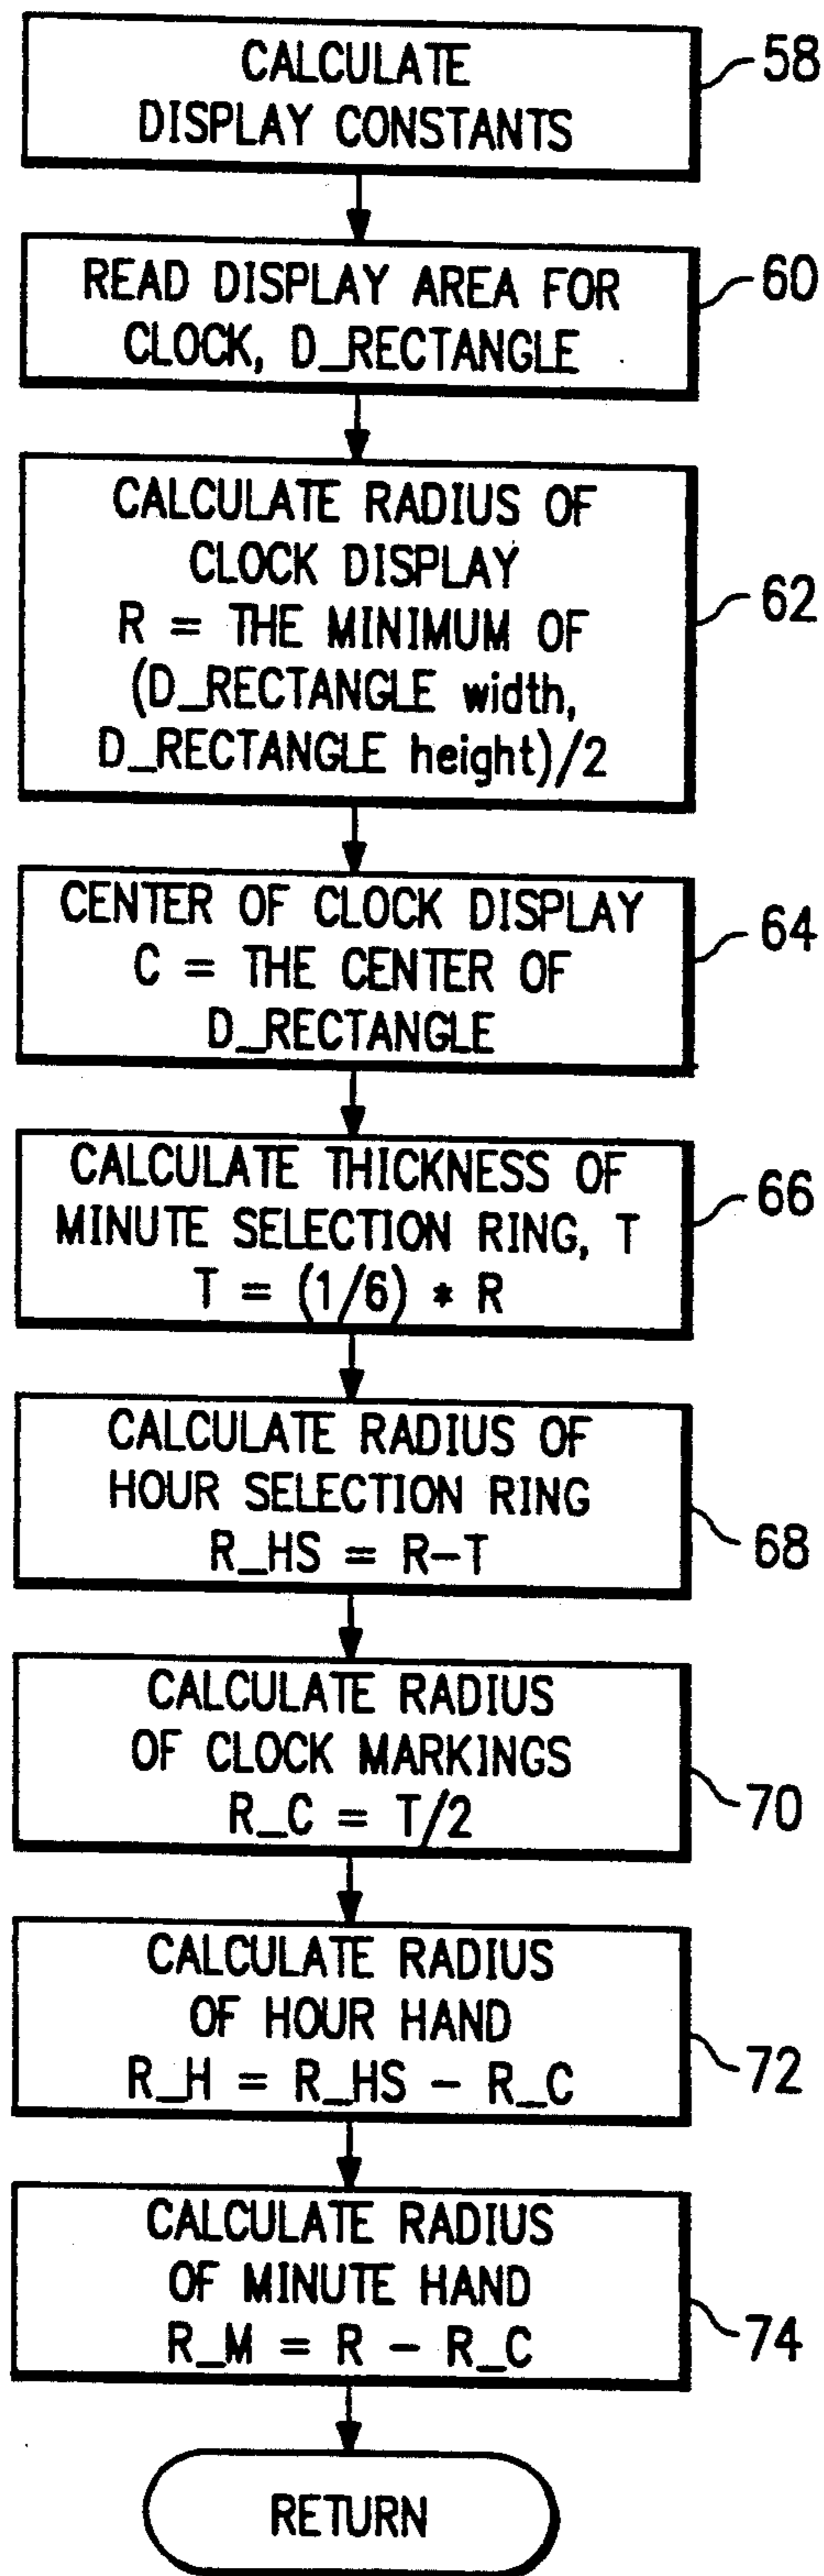 CALCULATE
DISPLAY CONSTANTS
58
READ DISPLAY AREA FOR
CLOCK, D_RECTANGLE
60
CALCULATE RADIUS OF
CLOCK DISPLAY
R = THE MINIMUM OF
(D_RECTANGLE width,
D_RECTANGLE height)/2
62
CENTER OF CLOCK DISPLAY
C = THE CENTER OF
D_RECTANGLE
64
CALCULATE THICKNESS OF
MINUTE SELECTION RING, T
T = (1/6) * R
66
CALCULATE RADIUS OF
HOUR SELECTION RING
R_HS = R-T
68
CALCULATE RADIUS
OF CLOCK MARKINGS
R_C = T/2
70
CALCULATE RADIUS
OF HOUR HAND
R_H = R_HS - R_C
72
CALCULATE RADIUS
OF MINUTE HAND
R_M = R - R_C
74
RETURN